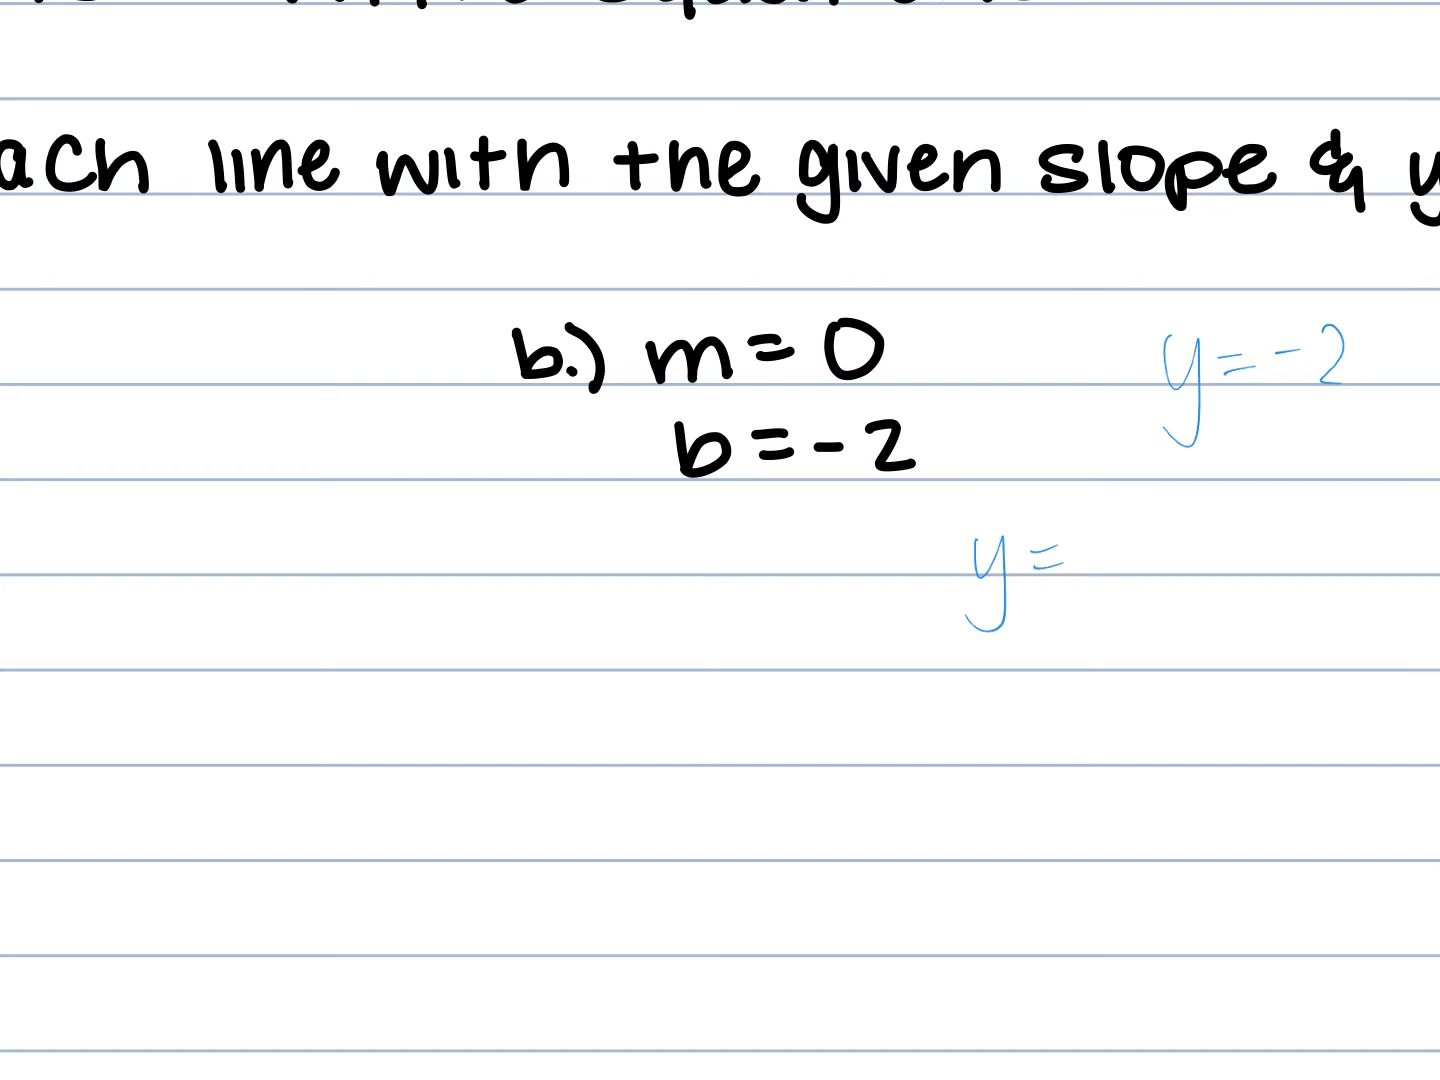 ach line with the given slope & y
b.) m = 0
y = -2
b = -2
y =